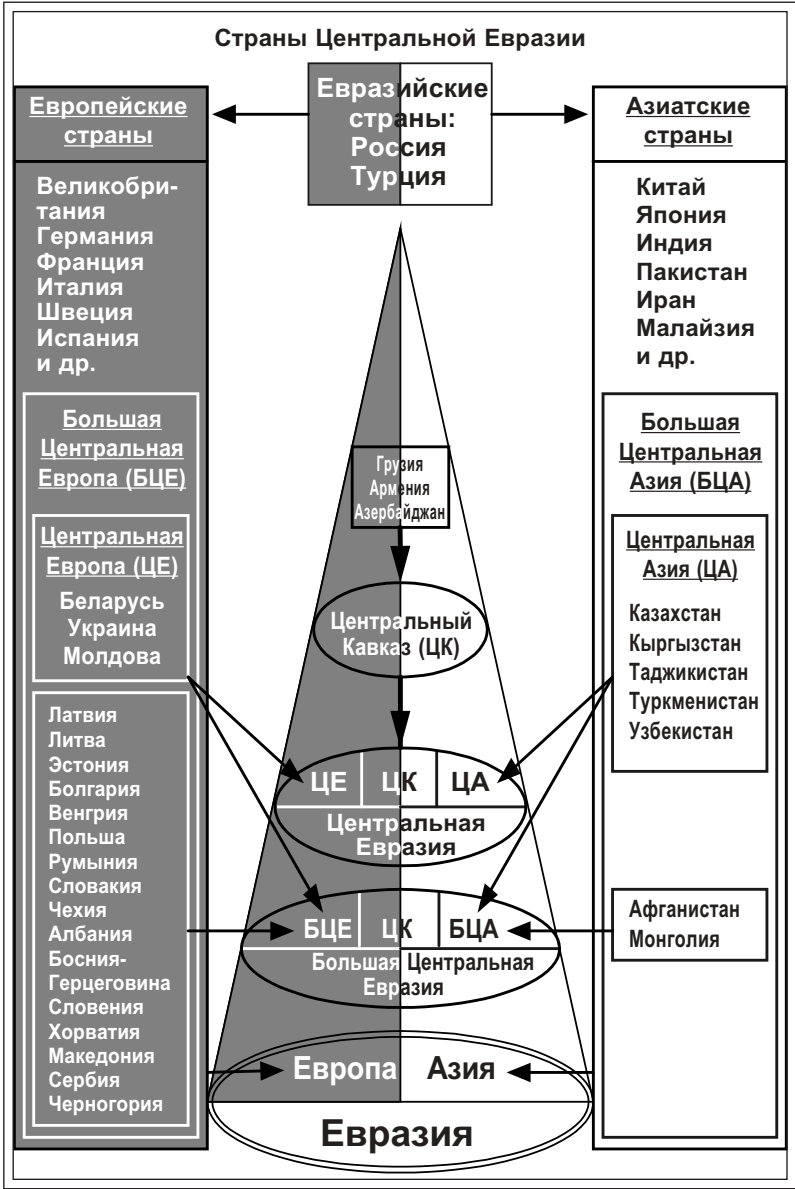 Страны Центральной Евразии
Евразийские
страны:
Россия
Турция
Европейские
страны
Великобри-
тания
Германия
Франция
Италия
Швеция
Испания
и др.
Большая
Центральная
Европа (БЦЕ)
Центральная
Европа (ЦЕ)
Беларусь
Украина
Молдова
Латвия
Литва
Эстония
Болгария
Венгрия
Польша
Румыния
Словакия
Чехия
Албания
Босния-
Герцеговина
Словения
Хорватия
Македония
Сербия
Черногория
Грузия
Армения
Азербайджан
Центральный
Кавказ (ЦК)
ЦЕ ЦК ЦА
Центральная
Евразия
БЦЕ ЦК БЦА
Большая Центральная
Евразия
Европа Азия
Евразия
Азиатские
страны
Китай
Япония
Индия
Пакистан
Иран
Малайзия
и др.
Большая
Центральная
Азия (БЦА)
Центральная
Азия (ЦА)
Казахстан
Кыргызстан
Таджикистан
Туркменистан
Узбекистан
Афганистан
Монголия